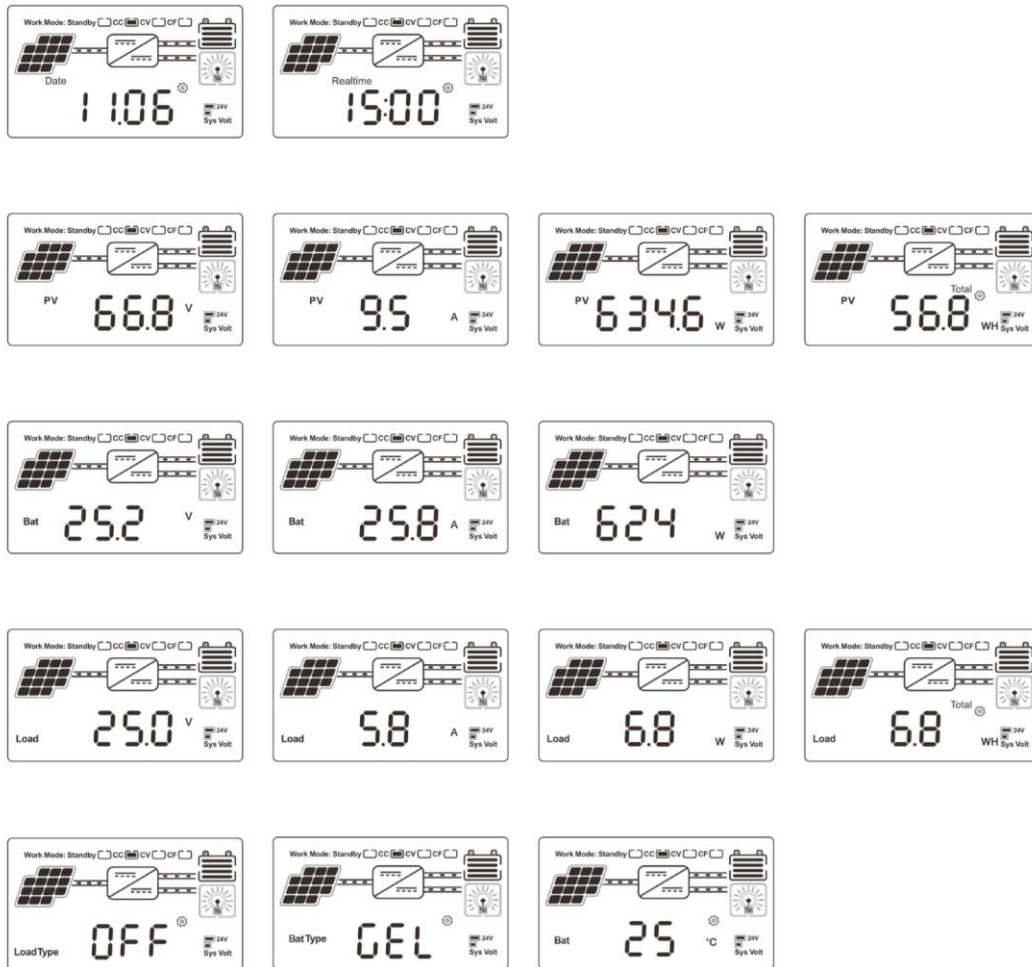 Work Mode: Standby CC CV CF
Date
11.06
24V
Sys Volt
Work Mode: Standby CC CV CF
Realtime
15:00
24V
Sys Volt
Work Mode: Standby CC CV CF
PV
66.8 V
24V
Sys Volt
Work Mode: Standby CC CV CF
PV
9.5 A
24V
Sys Volt
Work Mode: Standby CC CV CF
PV
634.6 W
24V
Sys Volt
Work Mode: Standby CC CV CF
Total
PV
56.8 WH
24V
Sys Volt
Work Mode: Standby CC CV CF
Bat 25.2 V
24V
Sys Volt
Work Mode: Standby CC CV CF
Bat 25.8 A
24V
Sys Volt
Work Mode: Standby CC CV CF
Bat 624 W
24V
Sys Volt
Work Mode: Standby CC CV CF
Load 25.0 V
24V
Sys Volt
Work Mode: Standby CC CV CF
Load 5.8 A
24V
Sys Volt
Work Mode: Standby CC CV CF
Load 6.8 W
24V
Sys Volt
Work Mode: Standby CC CV CF
Total
Load 6.8 WH
24V
Sys Volt
Work Mode: Standby CC CV CF
Load Type OFF
24V
Sys Volt
Work Mode: Standby CC CV CF
Bat Type GEL
24V
Sys Volt
Work Mode: Standby CC CV CF
Bat 25 °C
24V
Sys Volt